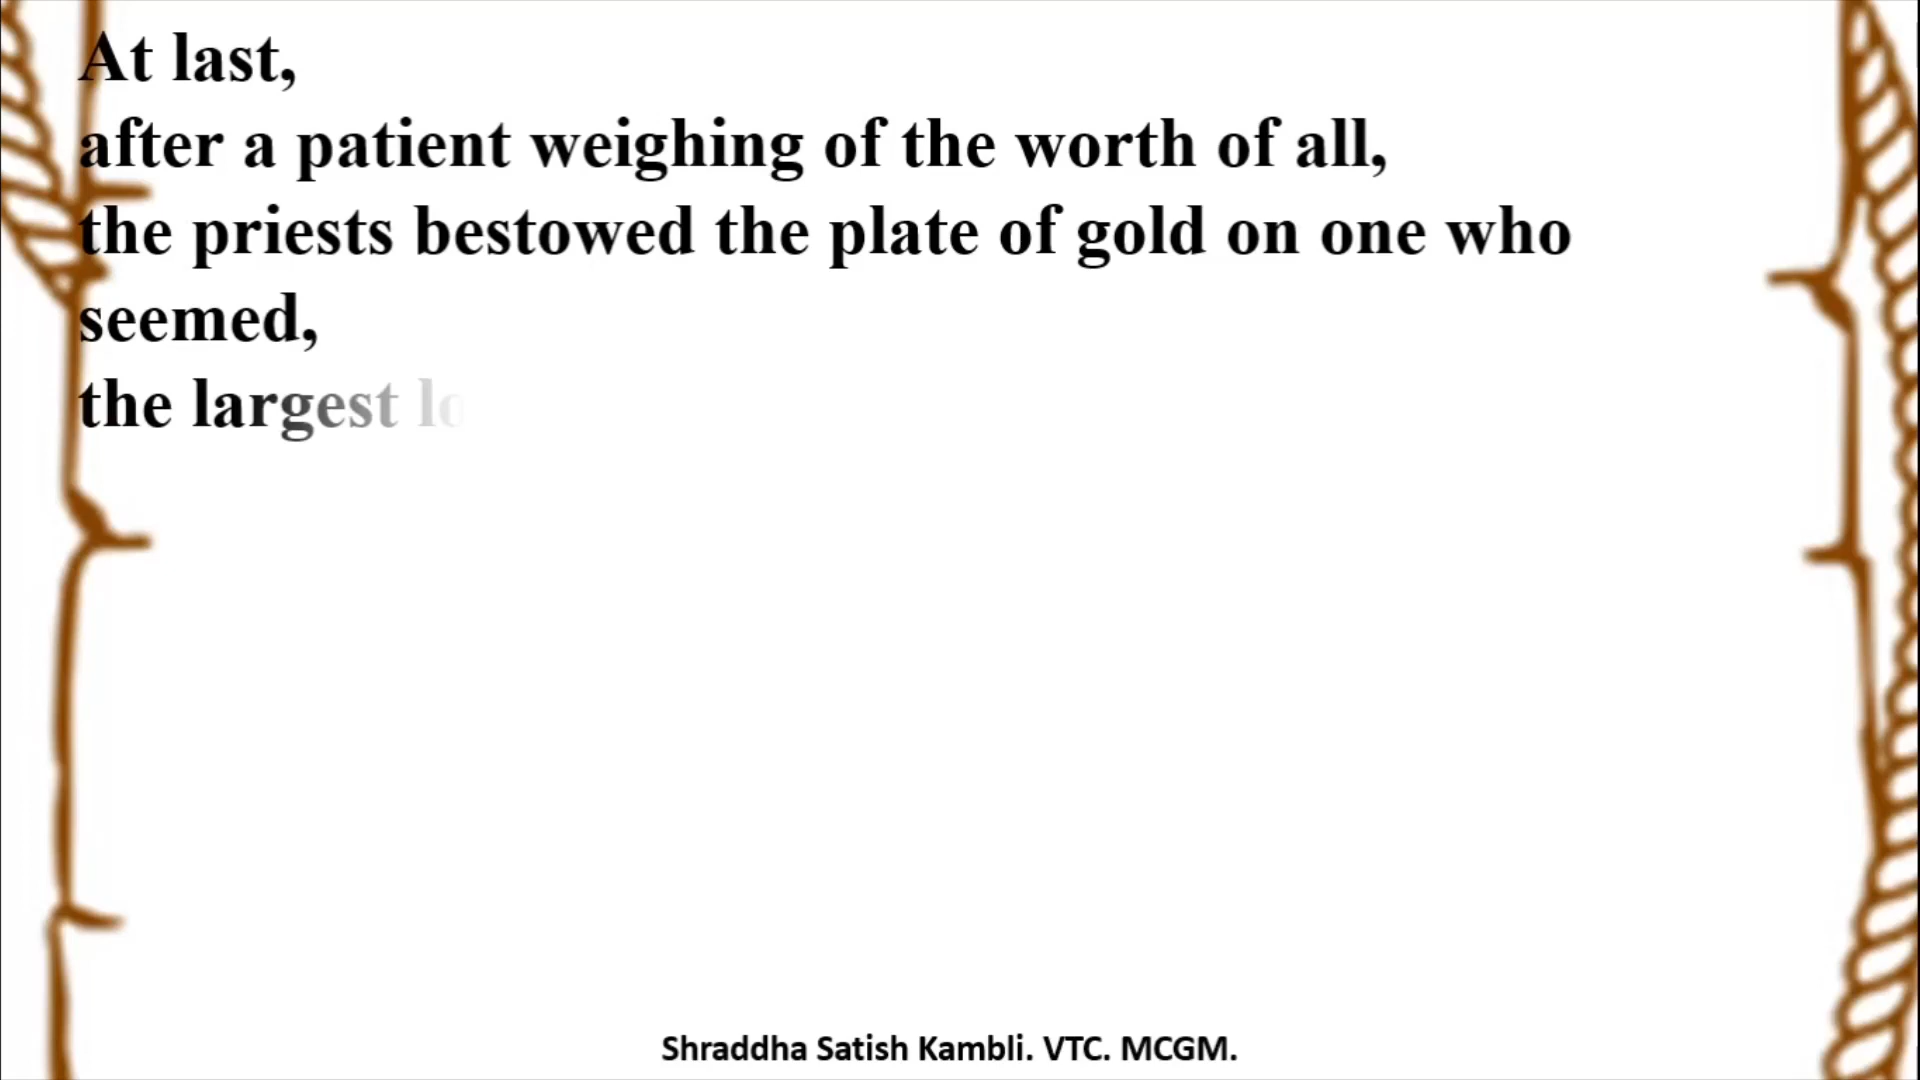 At last,
after a patient weighing of the worth of all,
the priests bestowed the plate of gold on one who
seemed,
the largest
Shraddha Satish Kambli. VTC. MCGM.